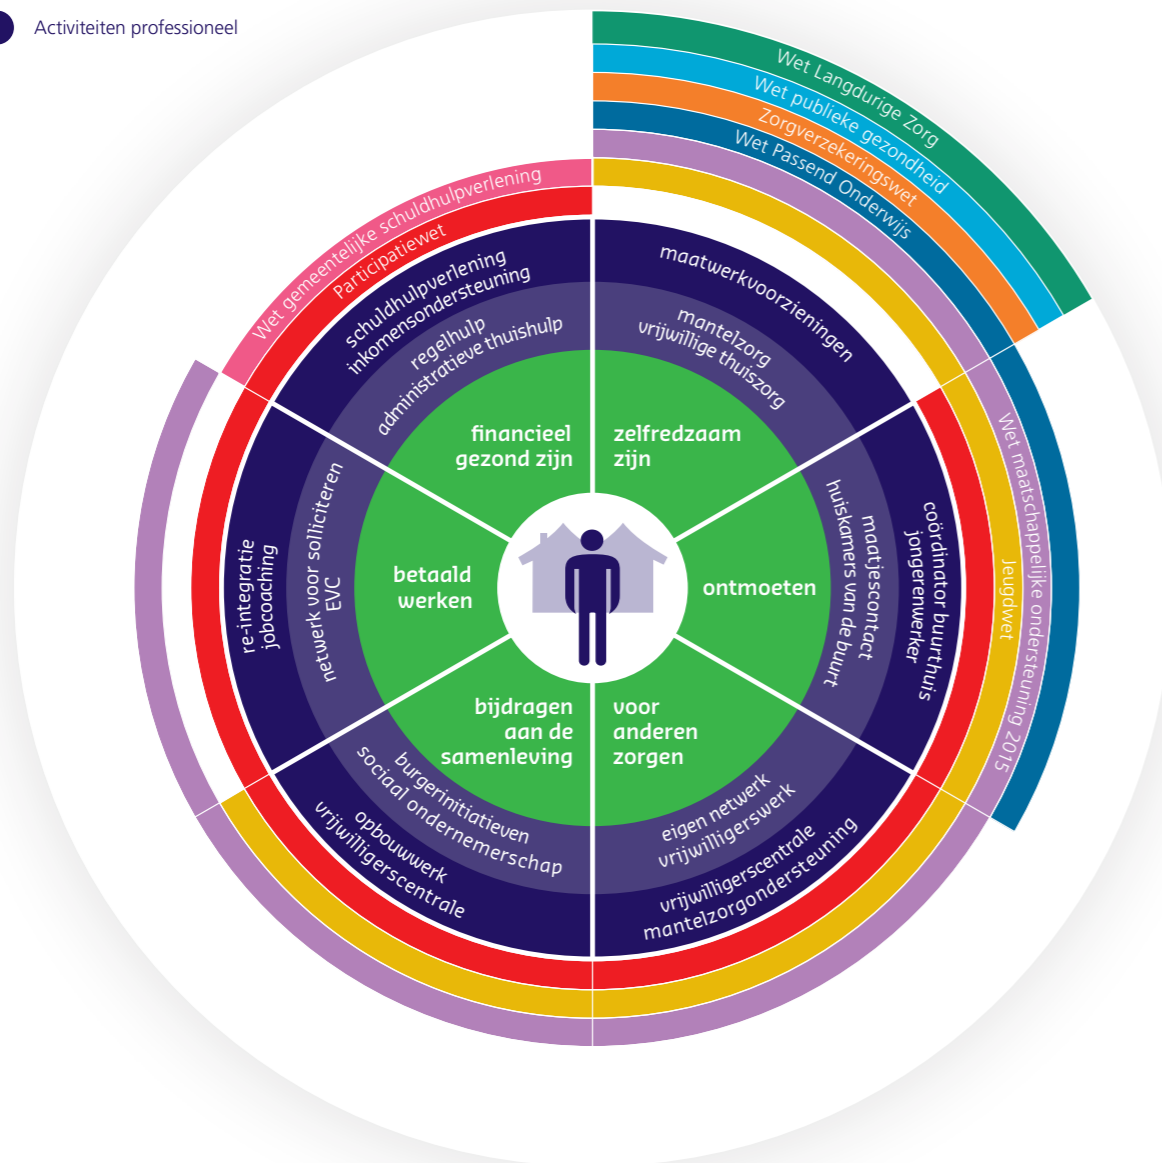 Activiteiten professioneel
Wet Langdurige Zorg
Wet publieke gezondheid
Zorgverzekeringswet
Wet Passend Onderwijs
Wet gemeentelijke schuldhulpverlening
Participatiewet
schuldhulpverlening
inkomensondersteuning
regelhulp
administratieve thuishulp
financieel
gezond zijn
maatwerkvoorzieningen
mantelzorg
vrijwillige thuiszorg
zelfredzaam
zijn
Wet maatschappelijke ondersteuning 2015
Jeugdwet
coördnator buurthuis
jongerenwerker
maatjescontact
huiskamers van de buurt
ontmoeten
re-integratie
jobcoaching
netwerk voor solliciteren
EVC
betaald
werken
bijdragen
aan de
samenleving
burgerinitiatieven
sociaal ondernemerschap
opbouwwerk
vrijwilligerscentrale
voor
anderen
zorgen
eigen netwerk
vrijwilligerswerk
vrijwilligerscentrale
mantelzorgondersteuning